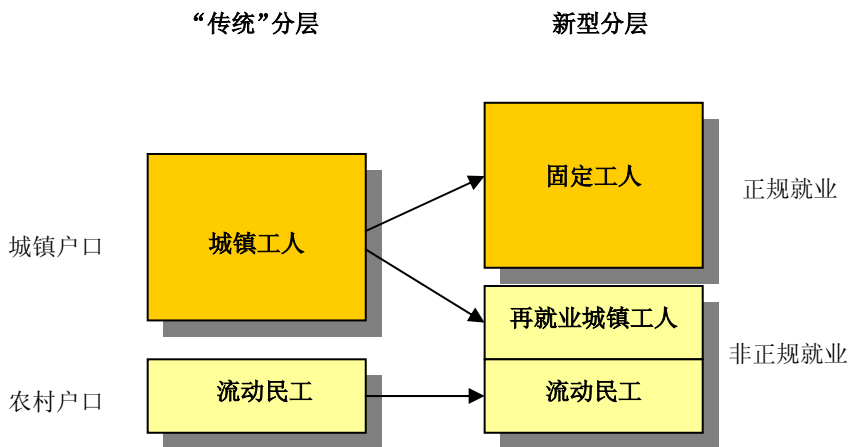 “传统”分层
新型分层
固定工人
正规就业
城镇户口
城镇工人
再就业城镇工人
非正规就业
农村户口
流动民工
流动民工